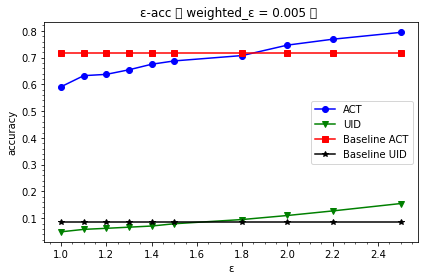 ε-acc  weighted_ε = 0.005 
accuracy
0.8
0.7
0.6
0.5
0.4
0.3
0.2
0.1
ACT
UID
Baseline ACT
Baseline UID
1.0 1.2 1.4 1.6 1.8 2.0 2.2 2.4
ε